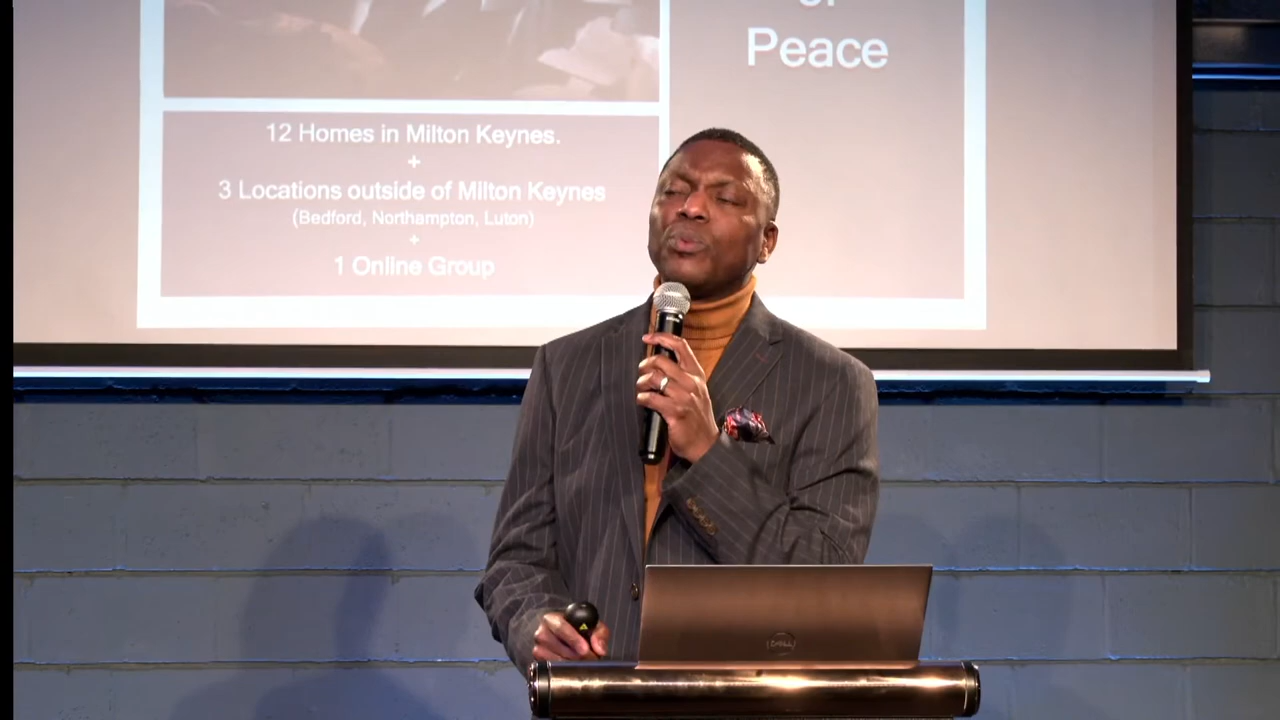 of
Peace
12 Homes in Milton Keynes.
+
3 Locations outside of Milton Keynes
(Bedford, Northampton, Luton)
+
1 Online Group
DELL